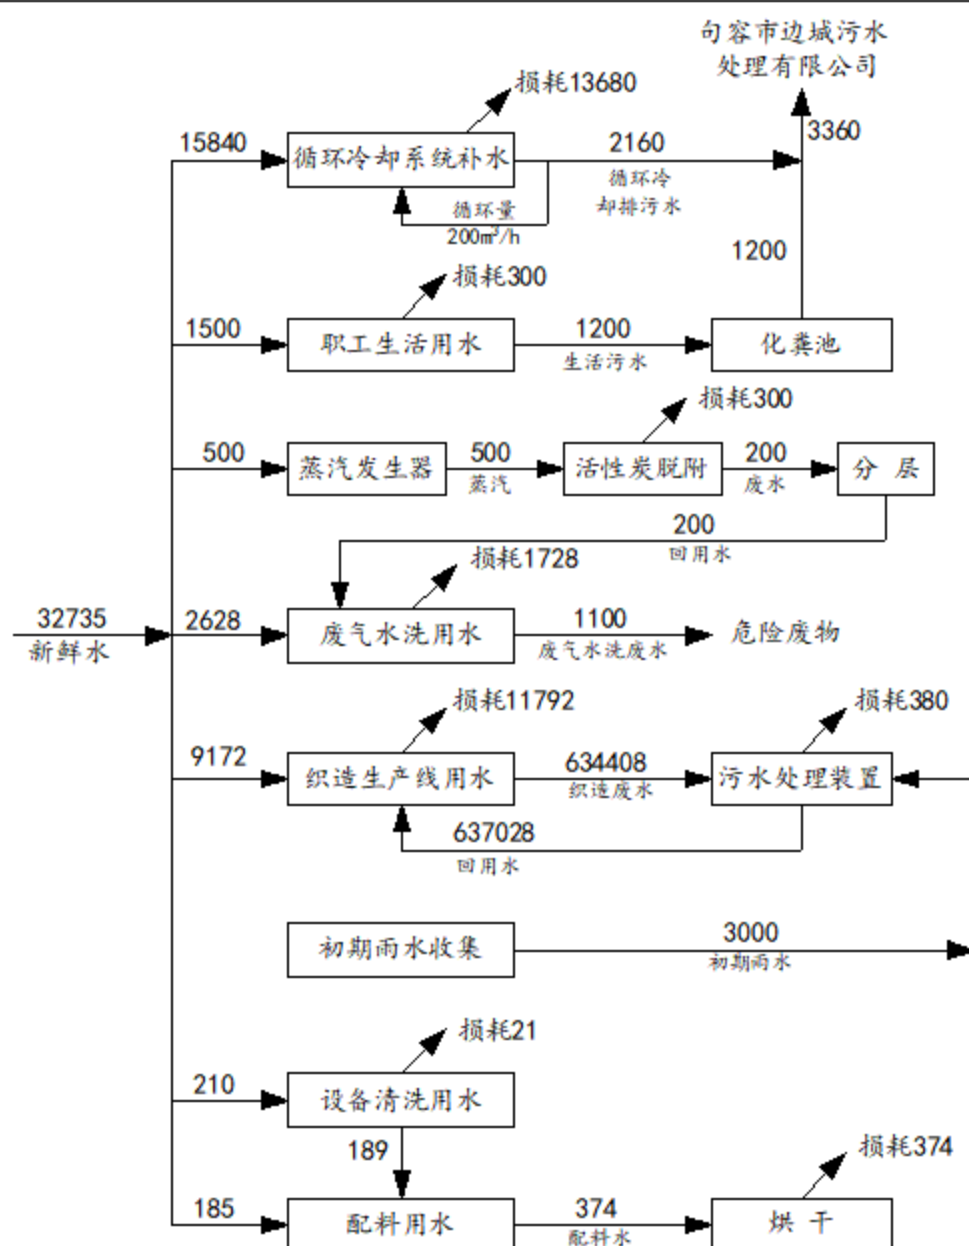 句容市边城污水
处理有限公司
损耗13680
15840
循环冷却系统补水
2160
循环冷
却排污水
3360
循环量
200m³/h
1200
损耗300
1500
职工生活用水
1200
生活污水
化粪池
损耗300
500
蒸汽发生器
500
蒸汽
活性炭脱附
200
废水
分 层
200
回用水
损耗1728
32735
新鲜水
2628
废气水洗用水
1100
废气水洗废水
危险废物
损耗11792
损耗380
9172
织造生产线用水
634408
织造废水
污水处理装置
637028
回用水
初期雨水收集
3000
初期雨水
损耗21
210
设备清洗用水
189
损耗374
185
配料用水
374
配料水
烘 干